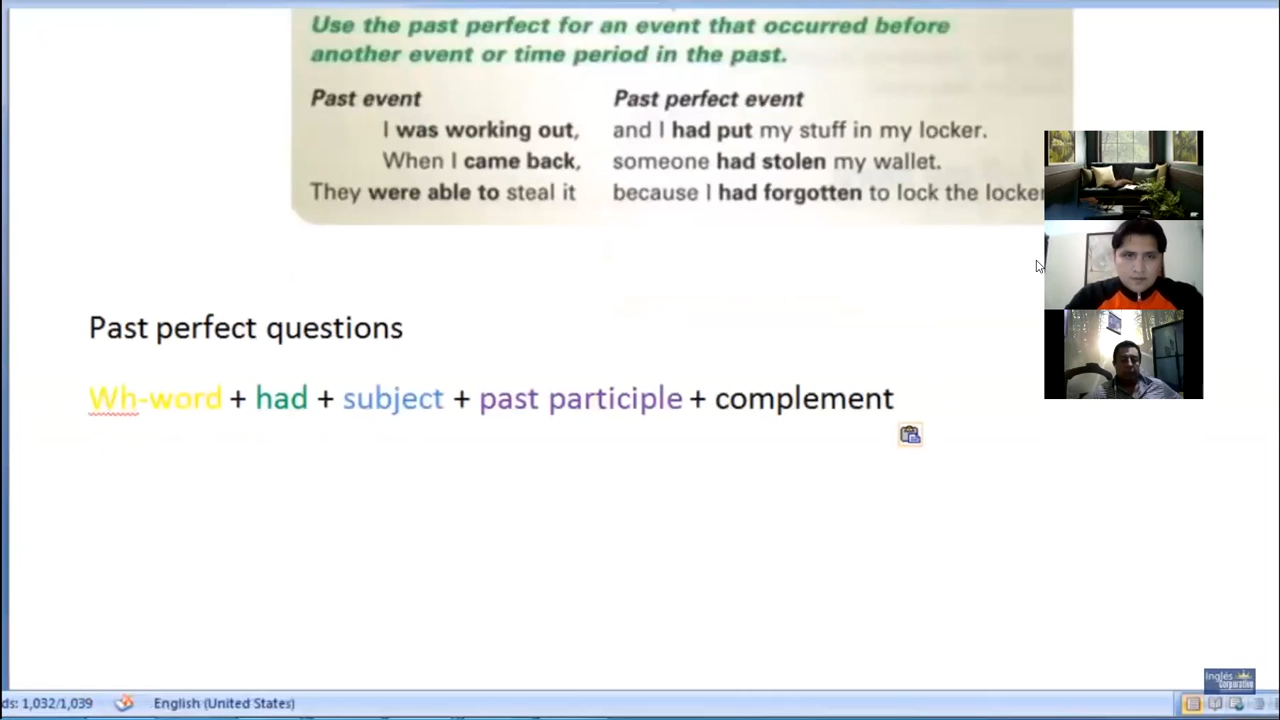 Use the past perfect for an event that occurred before
another event or time period in the past.
Past event Past perfect event
I was working out, and I had put my stuff in my locker.
When I came back, someone had stolen my wallet.
They were able to steal it because I had forgotten to lock the locker
Past perfect questions
Wh-word + had + subject + past participle + complement
Inglés
Corporativo
ds: 1,032/1,039 English (United States)